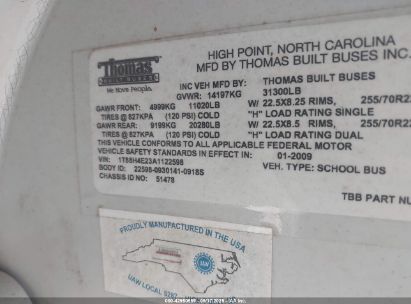 Thomas
BUILT BUSES
We Move People.
HIGH POINT, NORTH CAROLINA
MFD BY THOMAS BUILT BUSES INC.
INC VEH MFD BY: THOMAS BUILT BUSES
GVWR: 14197KG 31300LB
GAWR FRONT: 4999KG 11020LB W/ 22.5X8.25 RIMS, 255/70R22
TIRES @ 827KPA (120 PSI) COLD "H" LOAD RATING SINGLE
GAWR REAR: 9199KG 20280LB W/ 22.5X8.5 RIMS, 255/70R22
TIRES @ 827KPA (120 PSI) COLD "H" LOAD RATING DUAL
THIS VEHICLE CONFORMS TO ALL APPLICABLE FEDERAL MOTOR
VEHICLE SAFETY STANDARDS IN EFFECT IN 01-2009
VIN: 1T88H4E23A1122598 VEH. TYPE: SCHOOL BUS
BODY ID: 22598-0930141-0918S
CHASSIS ID NO: 51478
TBB PART NU
PROUDLY MANUFACTURED IN THE USA
UAW
UAW LOCAL 5287